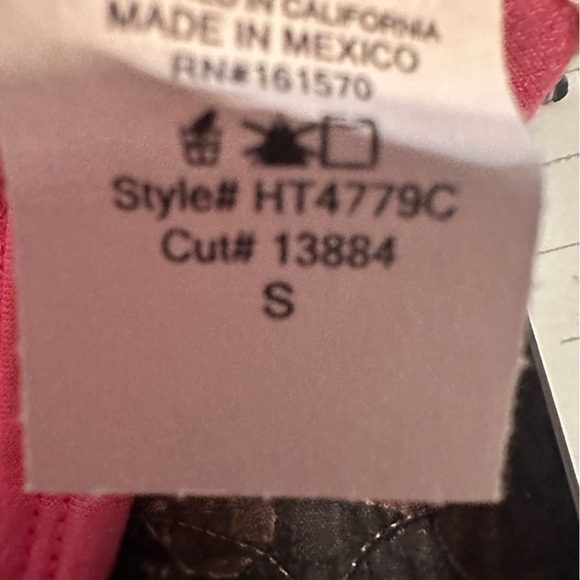 IN CALIFORNIA
MADE IN MEXICO
RN#161570
Style# HT4779C
Cut# 13884
S